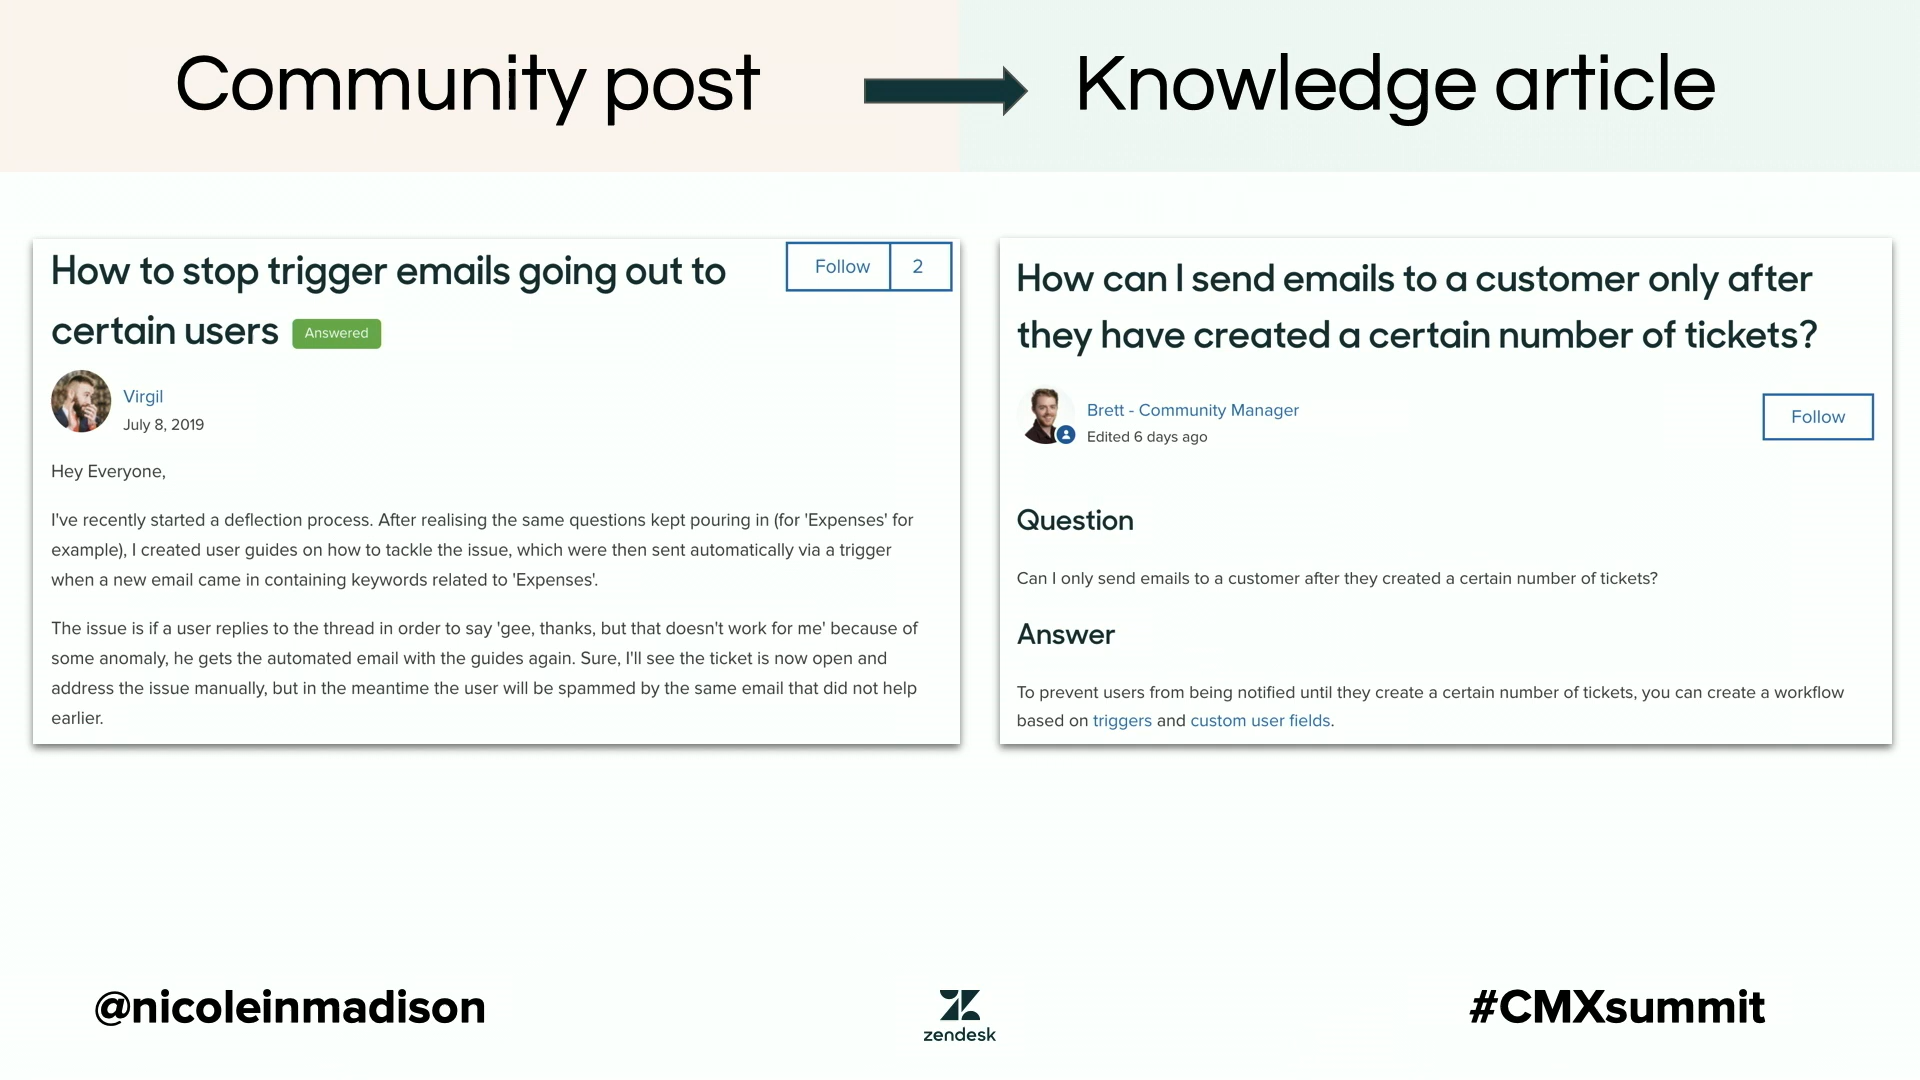 Community post
Knowledge article
How to stop trigger emails going out to
certain users
Answered
Follow
2
Virgil
July 8, 2019
Hey Everyone,
I've recently started a deflection process. After realising the same questions kept pouring in (for 'Expenses' for
example), I created user guides on how to tackle the issue, which were then sent automatically via a trigger
when a new email came in containing keywords related to 'Expenses'.
The issue is if a user replies to the thread in order to say 'gee, thanks, but that doesn't work for me' because of
some anomaly, he gets the automated email with the guides again. Sure, I'll see the ticket is now open and
address the issue manually, but in the meantime the user will be spammed by the same email that did not help
earlier.
How can I send emails to a customer only after
they have created a certain number of tickets?
Brett - Community Manager
Edited 6 days ago
Follow
Question
Can I only send emails to a customer after they created a certain number of tickets?
Answer
To prevent users from being notified until they create a certain number of tickets, you can create a workflow
based on triggers and custom user fields.
@nicoleinmadison
zendesk
#CMXsummit